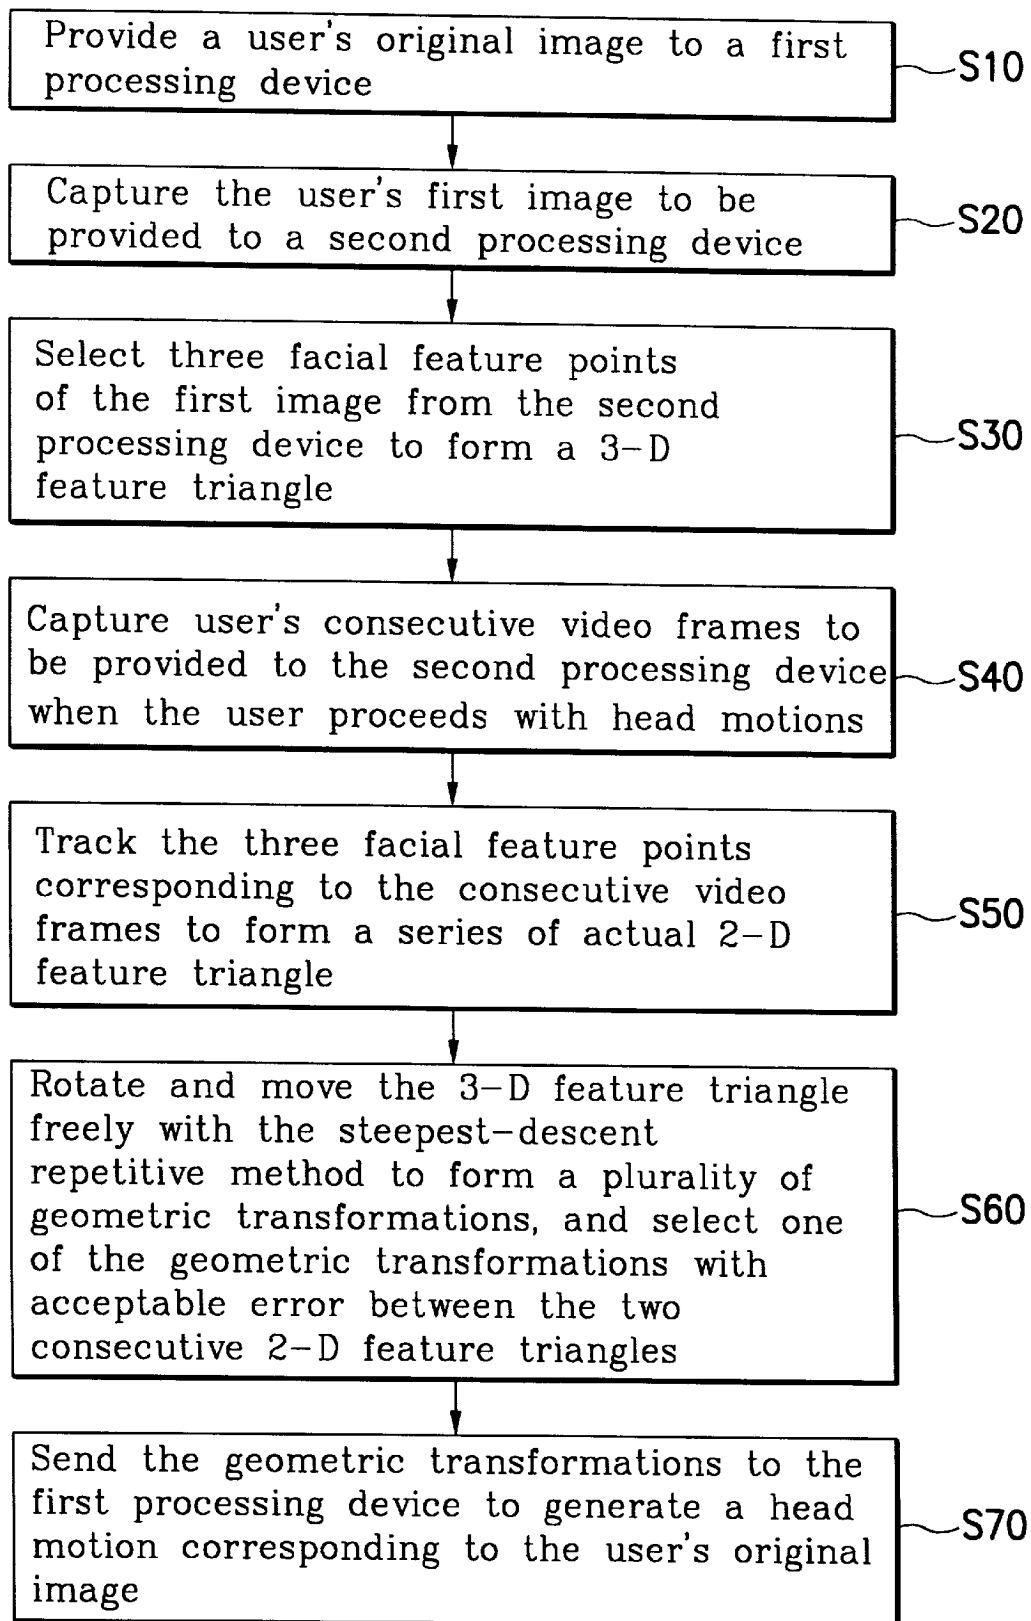 Provide a user's original image to a first
processing device
S10
Capture the user's first image to be
provided to a second processing device
S20
Select three facial feature points
of the first image from the second
processing device to form a 3-D
feature triangle
S30
Capture user's consecutive video frames to
be provided to the second processing device
when the user proceeds with head motions
S40
Track the three facial feature points
corresponding to the consecutive video
frames to form a series of actual 2-D
feature triangle
S50
Rotate and move the 3-D feature triangle
freely with the steepest-descent
repetitive method to form a plurality of
geometric transformations, and select one
of the geometric transformations with
acceptable error between the two
consecutive 2-D feature triangles
S60
Send the geometric transformations to the
first processing device to generate a head
motion corresponding to the user's original
image
S70